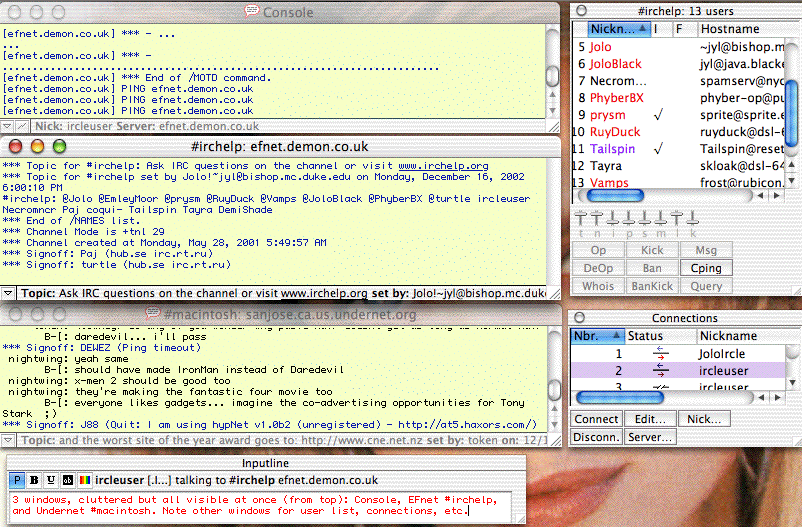 Console
[efnet.demon.co.uk] *** - ...
...
[efnet.demon.co.uk] *** -
[efnet.demon.co.uk] *** End of /MOTD command.
[efnet.demon.co.uk] PING efnet.demon.co.uk
[efnet.demon.co.uk] PING efnet.demon.co.uk
[efnet.demon.co.uk] PING efnet.demon.co.uk
Nick: ircleuser Server: efnet.demon.co.uk
#irchelp: efnet.demon.co.uk
*** Topic for #irchelp: Ask IRC questions on the channel or visit www.irchelp.org
*** Topic for #irchelp set by Jolo!~jyl@bishop.mc.duke.edu on Monday, December 16, 2002
6:00:10 PM
#irchelp: @Jolo @EmleyMoor @prysm @RuyDuck @Vamps @JoloBlack @PhyberBX @turtle ircleuser
Necromncr Paj coqui- Tailspin Tayra DemiShade
*** End of /NAMES list.
*** Channel Mode is +tnl 29
*** Channel created at Monday, May 28, 2001 5:49:57 AM
*** Signoff: Paj (hub.se irc.rt.ru)
*** Signoff: turtle (hub.se irc.rt.ru)
Topic: Ask IRC questions on the channel or visit www.irchelp.org set by: Jolo!~jyl@bishop.mc.duke
#macintosh: sanjose.ca.us.undernet.org
B-[: daredevil... i'll pass
*** Signoff: DEWEZ (Ping timeout)
nightwing: yeah same
B-[: should have made IronMan instead of Daredevil
nightwing: x-men 2 should be good too
nightwing: they're making the fantastic four movie too
B-[: everyone likes gadgets... imagine the co-advertising opportunities for Tony
Stark ;)
*** Signoff: J88 (Quit: I am using hypNet v1.0b2 (unregistered) - http://at5.haxors.com/)
Topic: and the worst site of the year award goes to: http://www.cne.net.nz set by: token on: 12/1
Inputline
P B U ab ircleuser [.I...] talking to #irchelp efnet.demon.co.uk
3 windows, cluttered but all visible at once (from top): Console, EFnet #irchelp,
and Undernet #macintosh. Note other windows for user list, connections, etc.
#irchelp: 13 users
Nickn... I F Hostname
5 Jolo ~jyl@bishop.m
6 JoloBlack jyl@java.blacke
7 Necrom... spamserv@nyc
8 PhyberBX phyber-op@pu
9 prysm √ sprite@sprite.e
10 RuyDuck ruyduck@dsl-6
11 Tailspin √ Tailspin@reset
12 Tayra skloak@dsl-64
13 Vamps frost@rubicon.
t n i p s m l k
Op Kick Msg
DeOp Ban Cping
Whois BanKick Query
Connections
Nbr. Status Nickname
1 JoloIrcle
2 ircleuser
3 ircleuser
Connect Edit... Nick...
Disconn. Server...